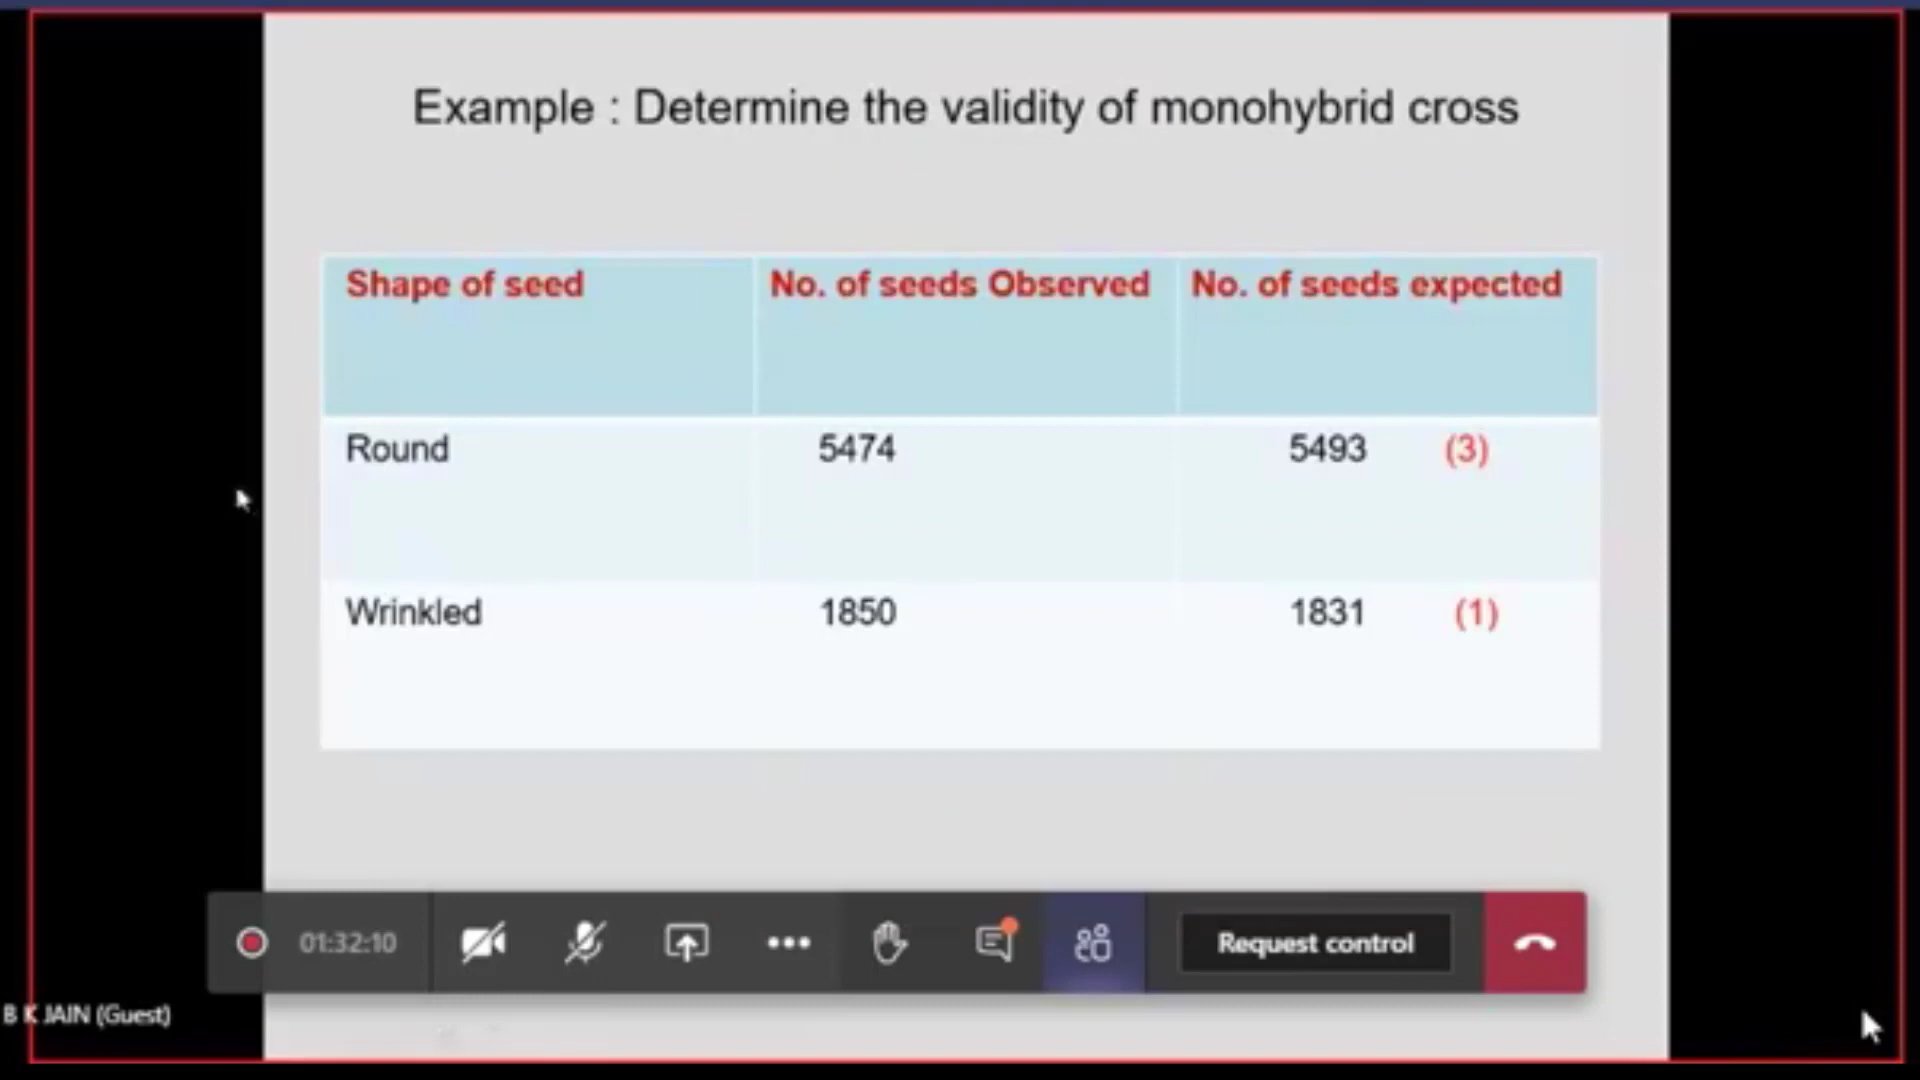 Example : Determine the validity of monohybrid cross
Shape of seed No. of seeds Observed No. of seeds expected
Round 5474 5493 (3)
Wrinkled 1850 1831 (1)
01:32:10 Request control
B K JAIN (Guest)